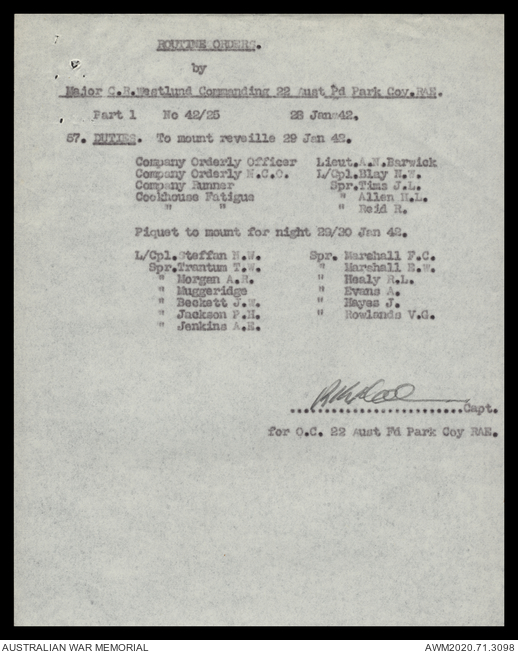 ROUTINE ORDERS.
by
Major C.R.Westlund Commanding 22 Aust Fd Park Coy.RAE.
Part 1 No 42/25 28 Jan 42.
87. DUTIES. To mount reveille 29 Jan 42.
Company Orderly Officer Lieut.A.N.Barwick
Company Orderly N.C.O. L/Cpl.Blay N.W.
Company Runner Spr.Tims J.L.
Cookhouse Fatigue " Allen H.L.
" " " Reid R.
Piquet to mount for night 29/30 Jan 42.
L/Cpl.Steffan N.W. Spr. Marshall F.C.
Spr.Trantum T.W. " Marshall E.W.
" Morgan A.R. " Healy R.L.
" Muggeridge " Evans A.
" Beckett J.W. " Hayes J.
" Jackson P.H. " Rowlands V.G.
" Jenkins A.E.
Capt.
for O.C. 22 Aust Fd Park Coy RAE.
AUSTRALIAN WAR MEMORIAL AWM2020.71.3098